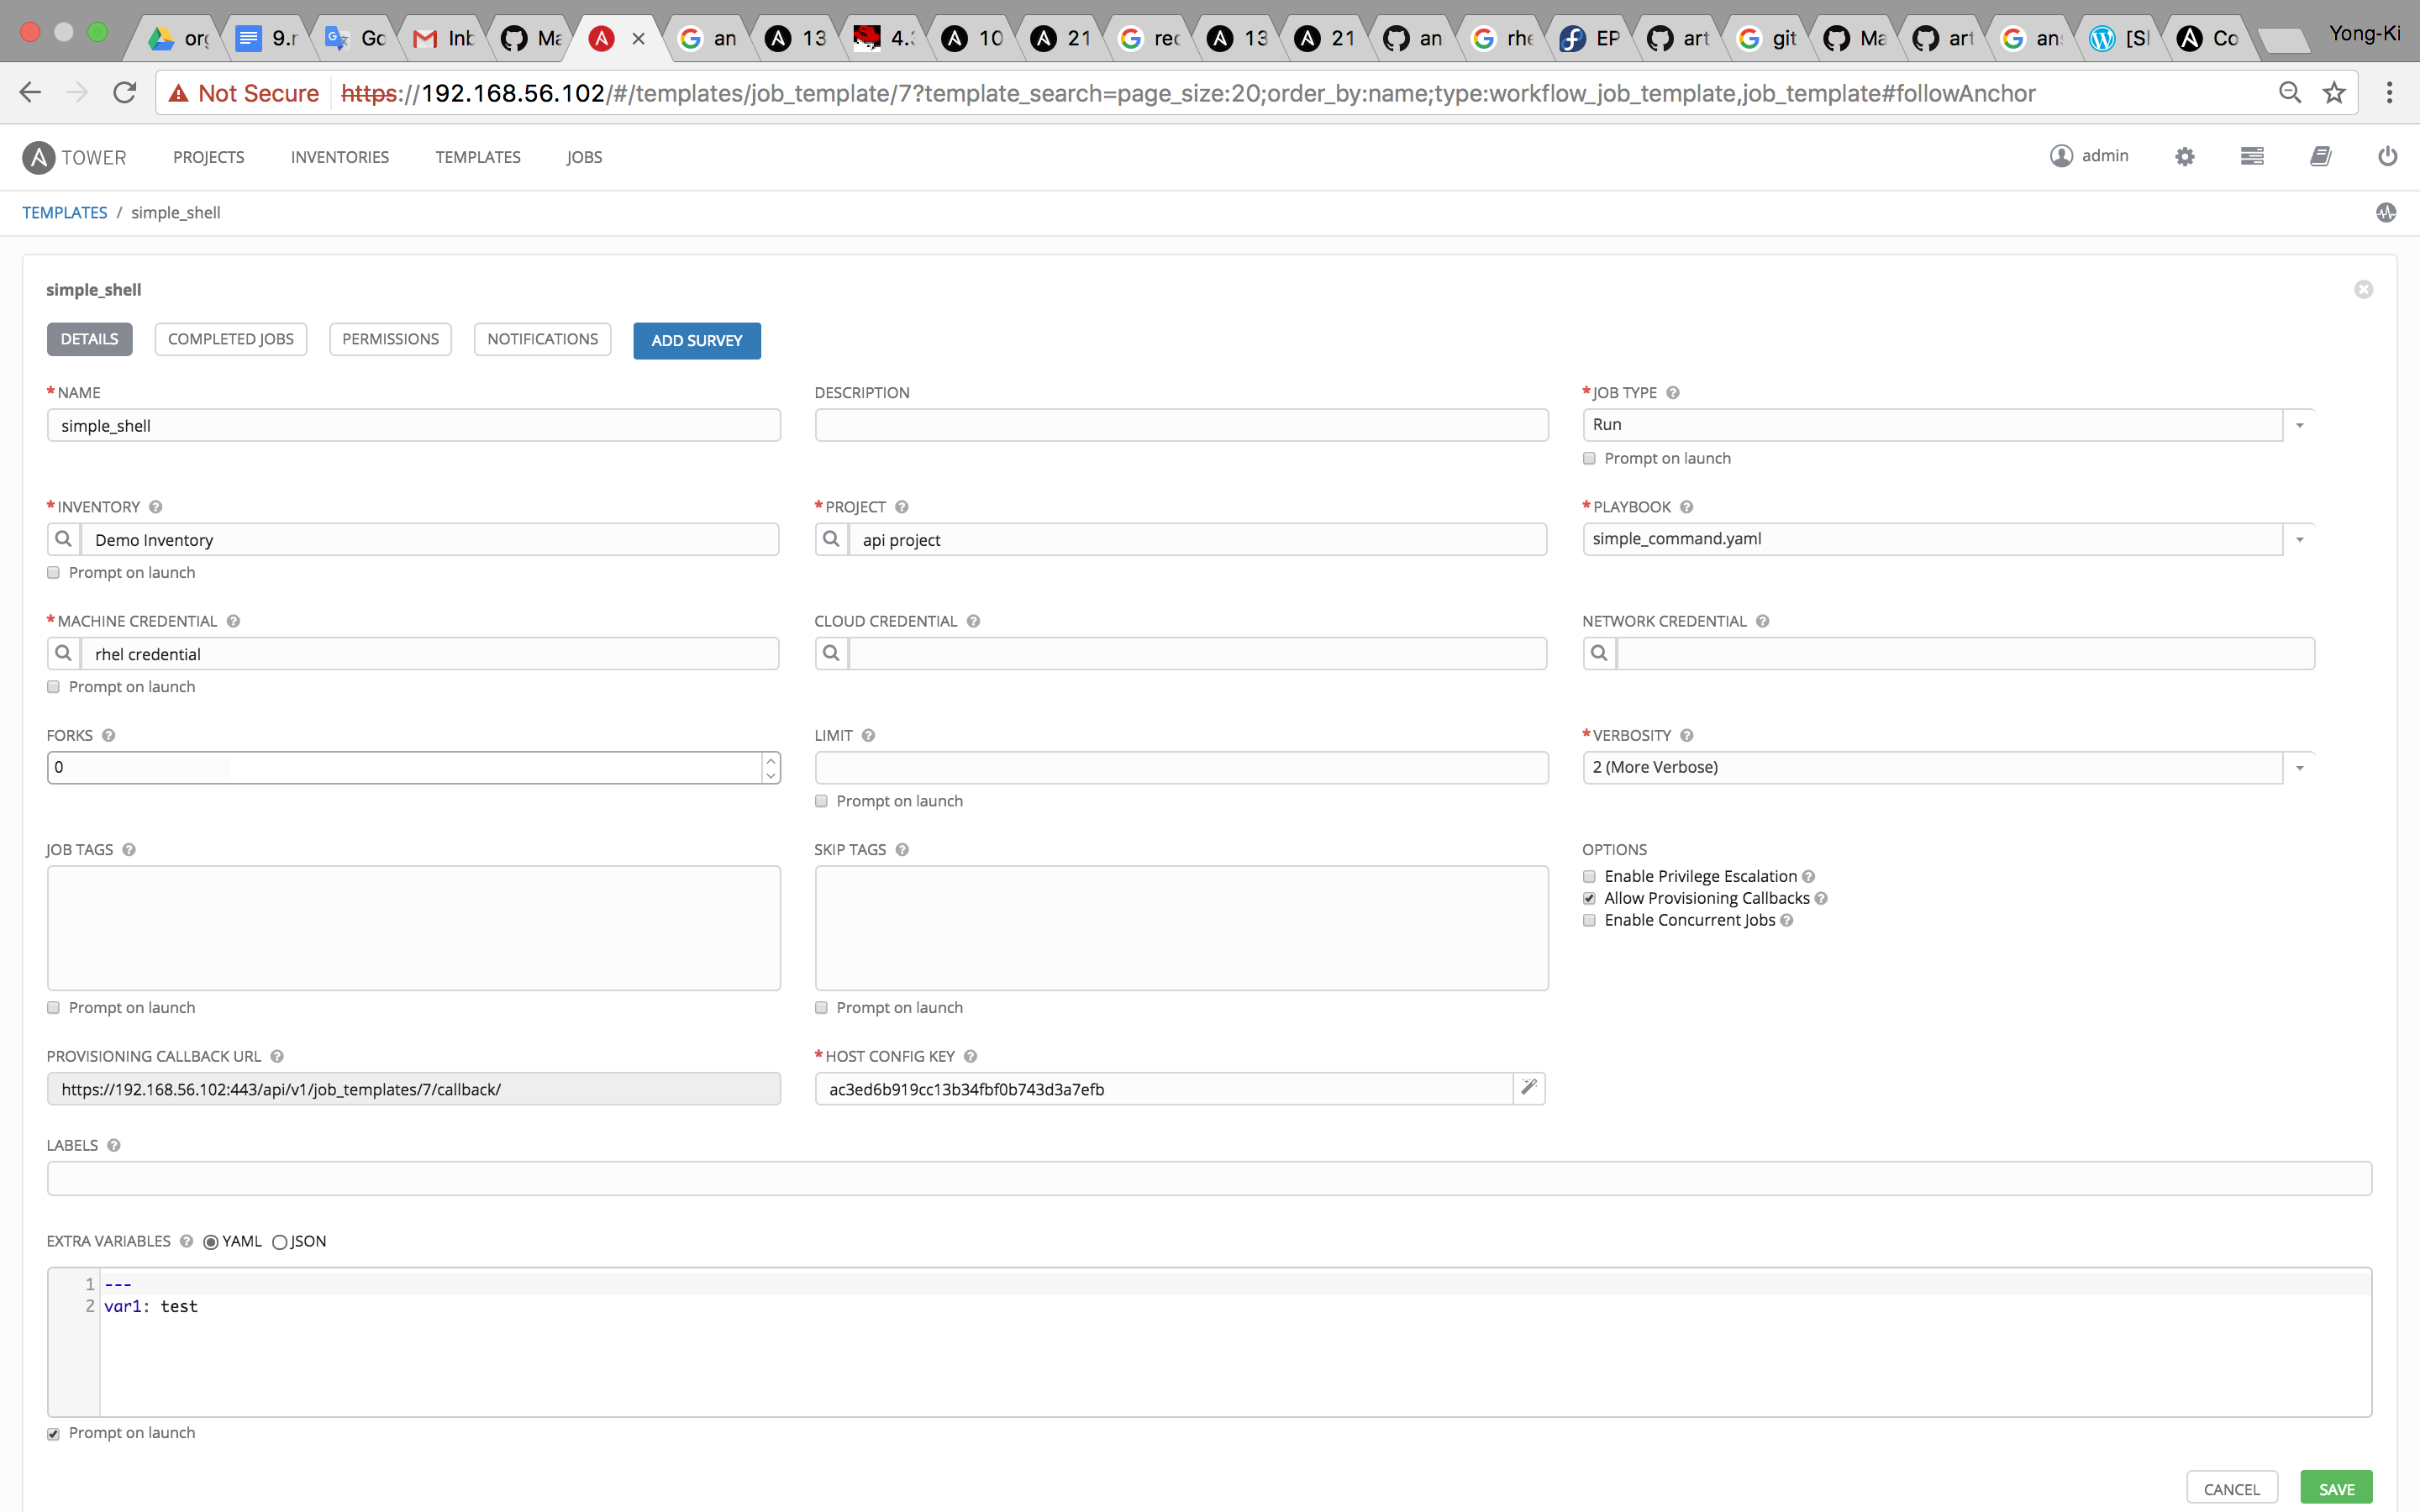 org
9.r
Go
Inb
Ma
an
13
4.
10
21
rec
13
21
an
rhe
EP
art
git
Ma
art
an
[Sl
Co
Yong-Ki
Not Secure https://192.168.56.102/#/templates/job_template/7?template_search=page_size:20;order_by:name;type:workflow_job_template,job_template#followAnchor
A TOWER PROJECTS INVENTORIES TEMPLATES JOBS admin
TEMPLATES / simple_shell
simple_shell
DETAILS COMPLETED JOBS PERMISSIONS NOTIFICATIONS ADD SURVEY
* NAME DESCRIPTION * JOB TYPE ?
simple_shell Run
Prompt on launch
* INVENTORY ? * PROJECT ? * PLAYBOOK ?
Demo Inventory api project simple_command.yaml
Prompt on launch
* MACHINE CREDENTIAL ? CLOUD CREDENTIAL ? NETWORK CREDENTIAL ?
rhel credential
Prompt on launch
FORKS ? LIMIT ? * VERBOSITY ?
0 2 (More Verbose)
Prompt on launch
JOB TAGS ? SKIP TAGS ? OPTIONS
Enable Privilege Escalation ?
Allow Provisioning Callbacks ?
Enable Concurrent Jobs ?
Prompt on launch Prompt on launch
PROVISIONING CALLBACK URL ? * HOST CONFIG KEY ?
https://192.168.56.102:443/api/v1/job_templates/7/callback/ ac3ed6b919cc13b34fbf0b743d3a7efb
LABELS ?
EXTRA VARIABLES ? YAML JSON
1 ---
2 var1: test
Prompt on launch
CANCEL SAVE